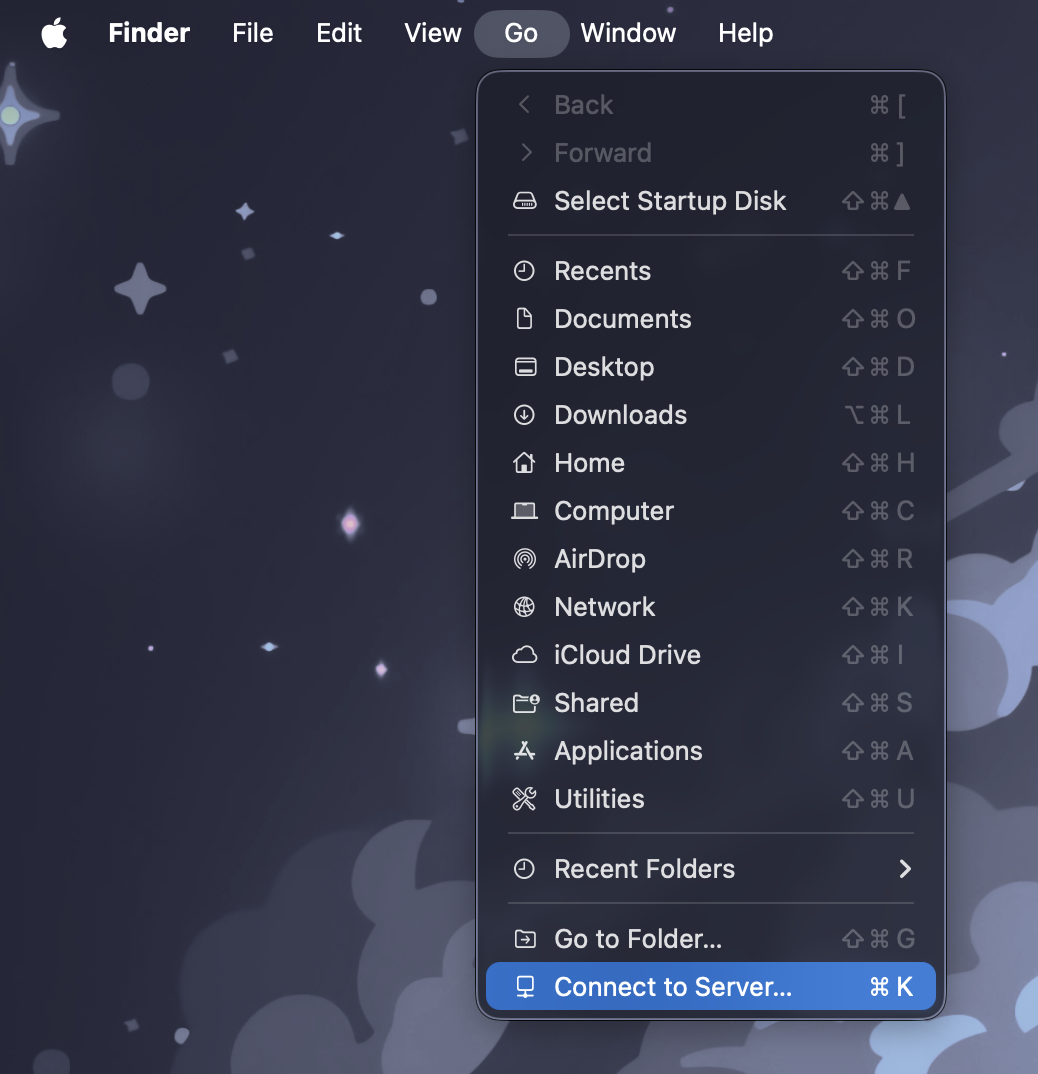 Finder File Edit View Go Window Help
Back ⌘ [
Forward ⌘ ]
Select Startup Disk ⇧ ⌘ ▲
Recents ⇧ ⌘ F
Documents ⇧ ⌘ O
Desktop ⇧ ⌘ D
Downloads ⌥ ⌘ L
Home ⇧ ⌘ H
Computer ⇧ ⌘ C
AirDrop ⇧ ⌘ R
Network ⇧ ⌘ K
iCloud Drive ⇧ ⌘ I
Shared ⇧ ⌘ S
Applications ⇧ ⌘ A
Utilities ⇧ ⌘ U
Recent Folders
Go to Folder... ⇧ ⌘ G
Connect to Server... ⌘ K